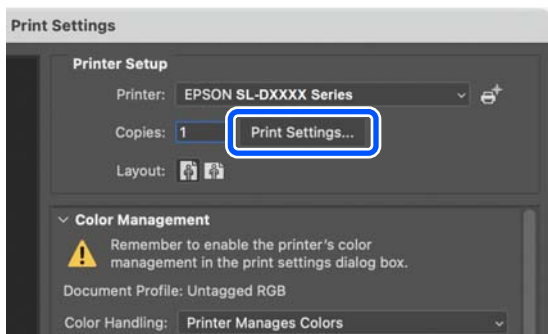 Print Settings
Printer Setup
Printer: EPSON SL-DXXXX Series
Copies: 1 Print Settings...
Layout:
Color Management
Remember to enable the printer's color
management in the print settings dialog box.
Document Profile: Untagged RGB
Color Handling: Printer Manages Colors